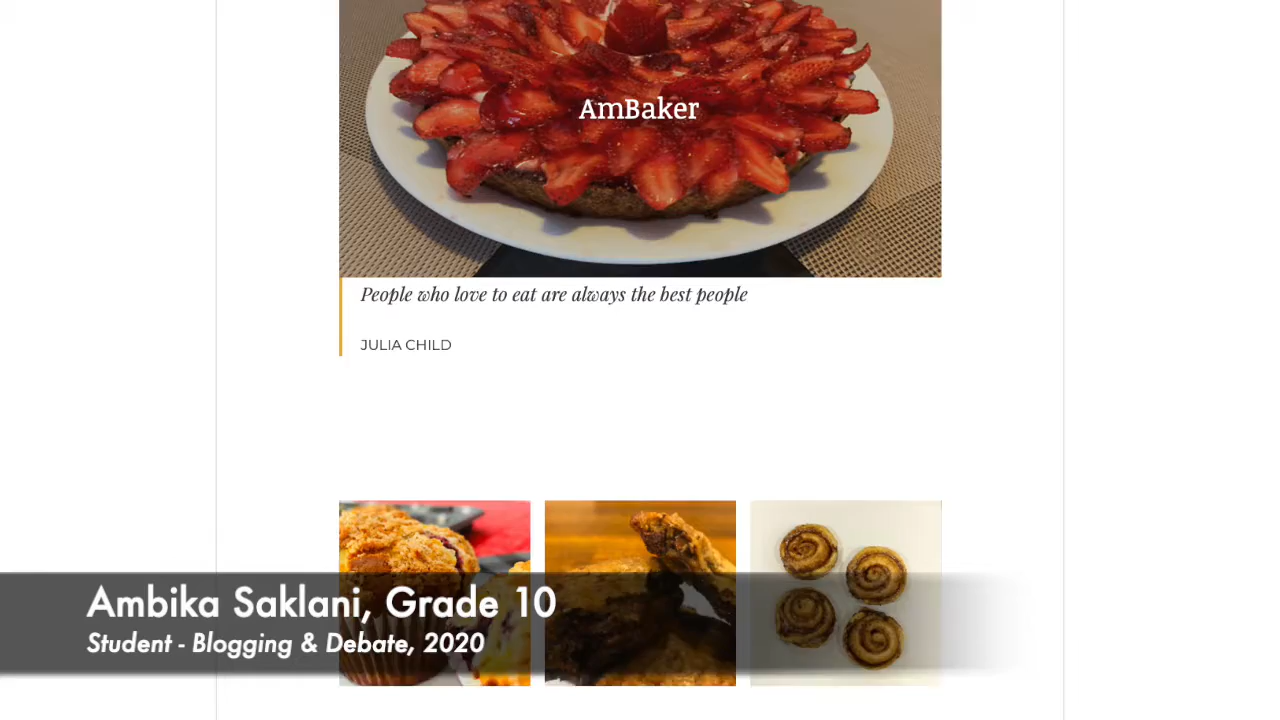 AmBaker
People who love to eat are always the best people
JULIA CHILD
Ambika Saklani, Grade 10
Student - Blogging & Debate, 2020